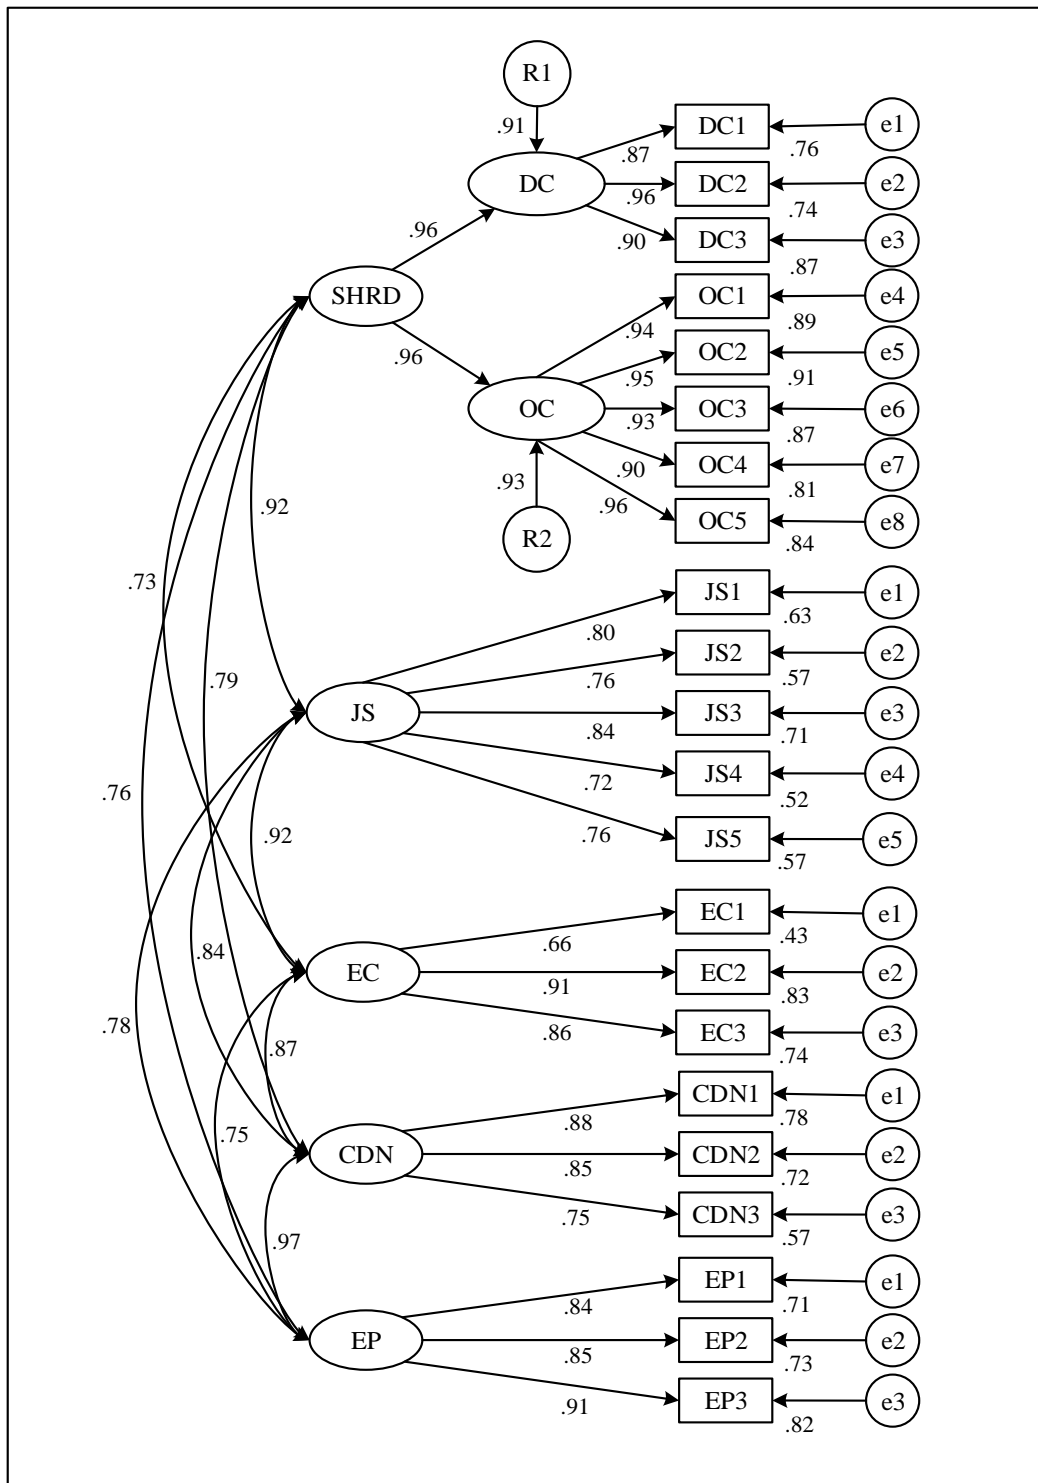 R1
.91
DC1
e1
.87
.76
DC
DC2
e2
.96
.74
.96
DC3
e3
.90
.87
SHRD
OC1
e4
.94
.89
.96
OC2
e5
.95
.91
OC
OC3
e6
.93
.87
OC4
e7
.90
.81
.93
.96
OC5
e8
.84
R2
.92
.73
JS1
e1
.80
.63
JS2
e2
.76
.57
.79
JS
JS3
e3
.84
.71
JS4
e4
.72
.52
.76
.92
JS5
e5
.76
.57
EC1
e1
.66
.43
.84
EC
EC2
e2
.91
.83
.78
EC3
e3
.86
.74
.87
CDN1
e1
.88
.78
.75
CDN
CDN2
e2
.85
.72
CDN3
e3
.75
.57
.97
EP1
e1
.84
.71
EP
EP2
e2
.85
.73
EP3
e3
.91
.82